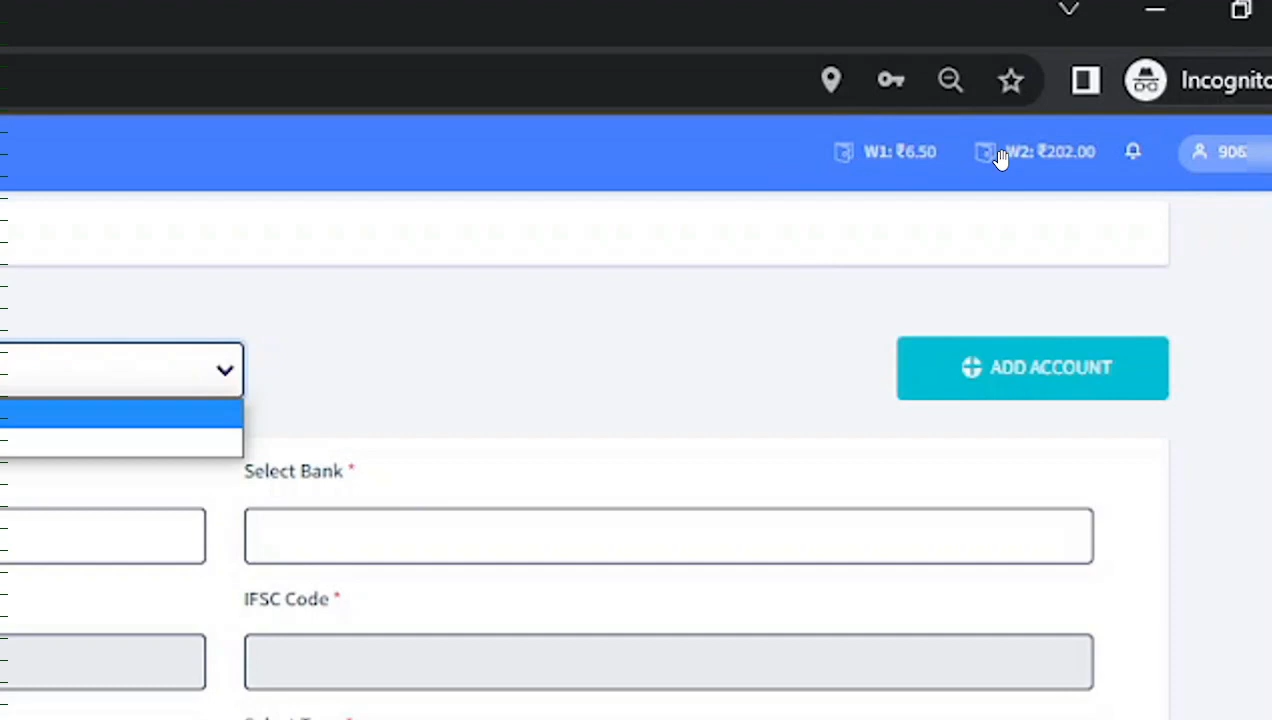 Incognito
W1: ₹6.50 W2: ₹202.00 906
ADD ACCOUNT
Select Bank *
IFSC Code *